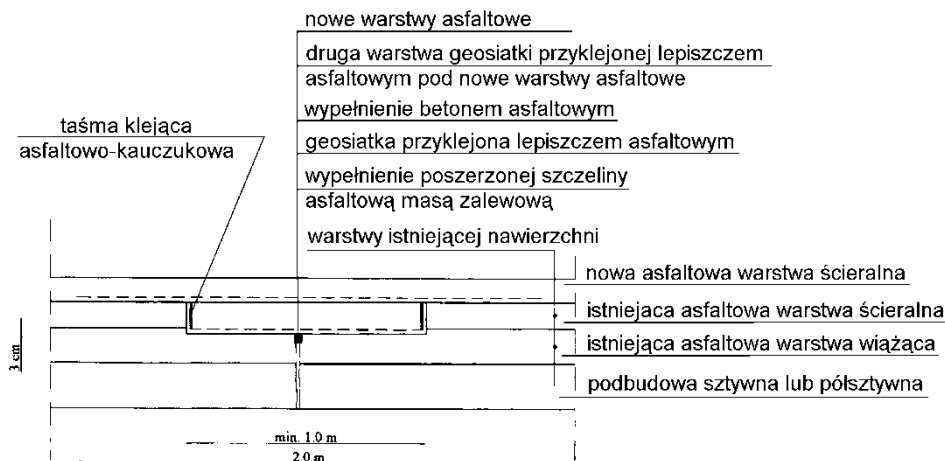 nowe warstwy asfaltowe
druga warstwa geosiatki przyklejonej lepiszczem
asfaltowym pod nowe warstwy asfaltowe
wypełnienie betonem asfaltowym
geosiatka przyklejona lepiszczem asfaltowym
wypełnienie poszerzonej szczeliny
asfaltową masą zalewową
warstwy istniejącej nawierzchni
taśma klejąca
asfaltowo-kauczukowa
nowa asfaltowa warstwa ścieralna
istniejaca asfaltowa warstwa ścieralna
istniejąca asfaltowa warstwa wiążąca
podbudowa sztywna lub półsztywna
3 cm
min. 1.0 m
2.0 m